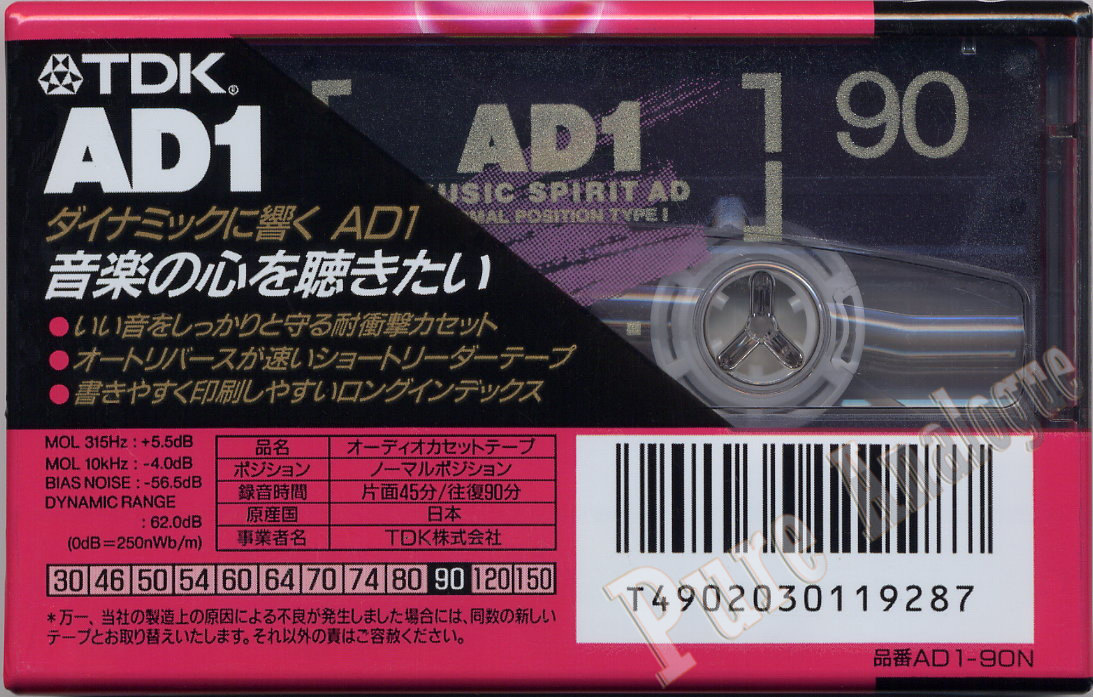 TDK®
AD1
ダイナミックに響く AD1
音楽の心を聴きたい
● いい音をしっかりと守る耐衝撃カセット
● オートリバースが速いショートリーダーテープ
● 書きやすく印刷しやすいロングインデックス
AD1
90
MUSIC SPIRIT AD
POSITION TYPE I
MOL 315Hz : +5.5dB
MOL 10kHz : -4.0dB
BIAS NOISE : -56.5dB
DYNAMIC RANGE
: 62.0dB
(0dB=250nWb/m)
品名 オーディオカセットテープ
ポジション ノーマルポジション
録音時間 片面45分/往復90分
原産国 日本
事業者名 TDK株式会社
30 46 50 54 60 64 70 74 80 90 120 150
*万一、当社の製造上の原因による不良が発生しました場合には、同数の新しい
テープとお取り替えいたします。それ以外の責はご容赦ください。
T4902030119287
品番AD1-90N
Pure Analogue